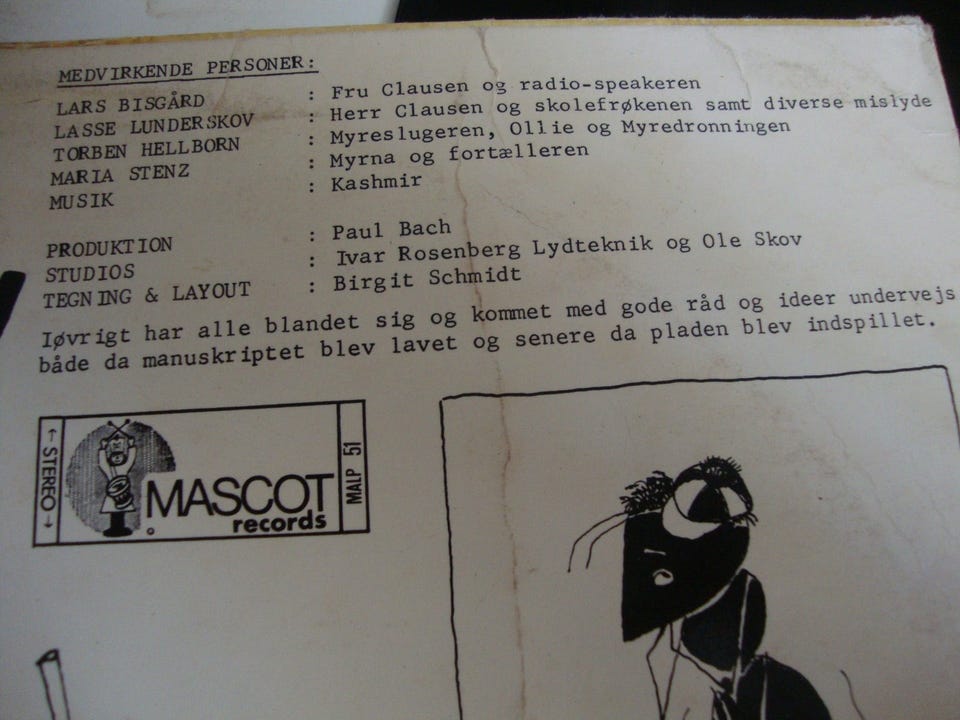 MEDVIRKENDE PERSONER:
LARS BISGÅRD : Fru Clausen og radio-speakeren
LASSE LUNDERSKOV : Herr Clausen og skolefrøkenen samt diverse mislyde
TORBEN HELLBORN : Myreslugeren, Ollie og Myredronningen
MARIA STENZ : Myrna og fortælleren
MUSIK : Kashmir
PRODUKTION : Paul Bach
STUDIOS : Ivar Rosenberg Lydteknik og Ole Skov
TEGNING & LAYOUT : Birgit Schmidt
Iøvrigt har alle blandet sig og kommet med gode råd og ideer undervejs
både da manuskriptet blev lavet og senere da pladen blev indspillet.
← STEREO →
MASCOT
records
MALP 51